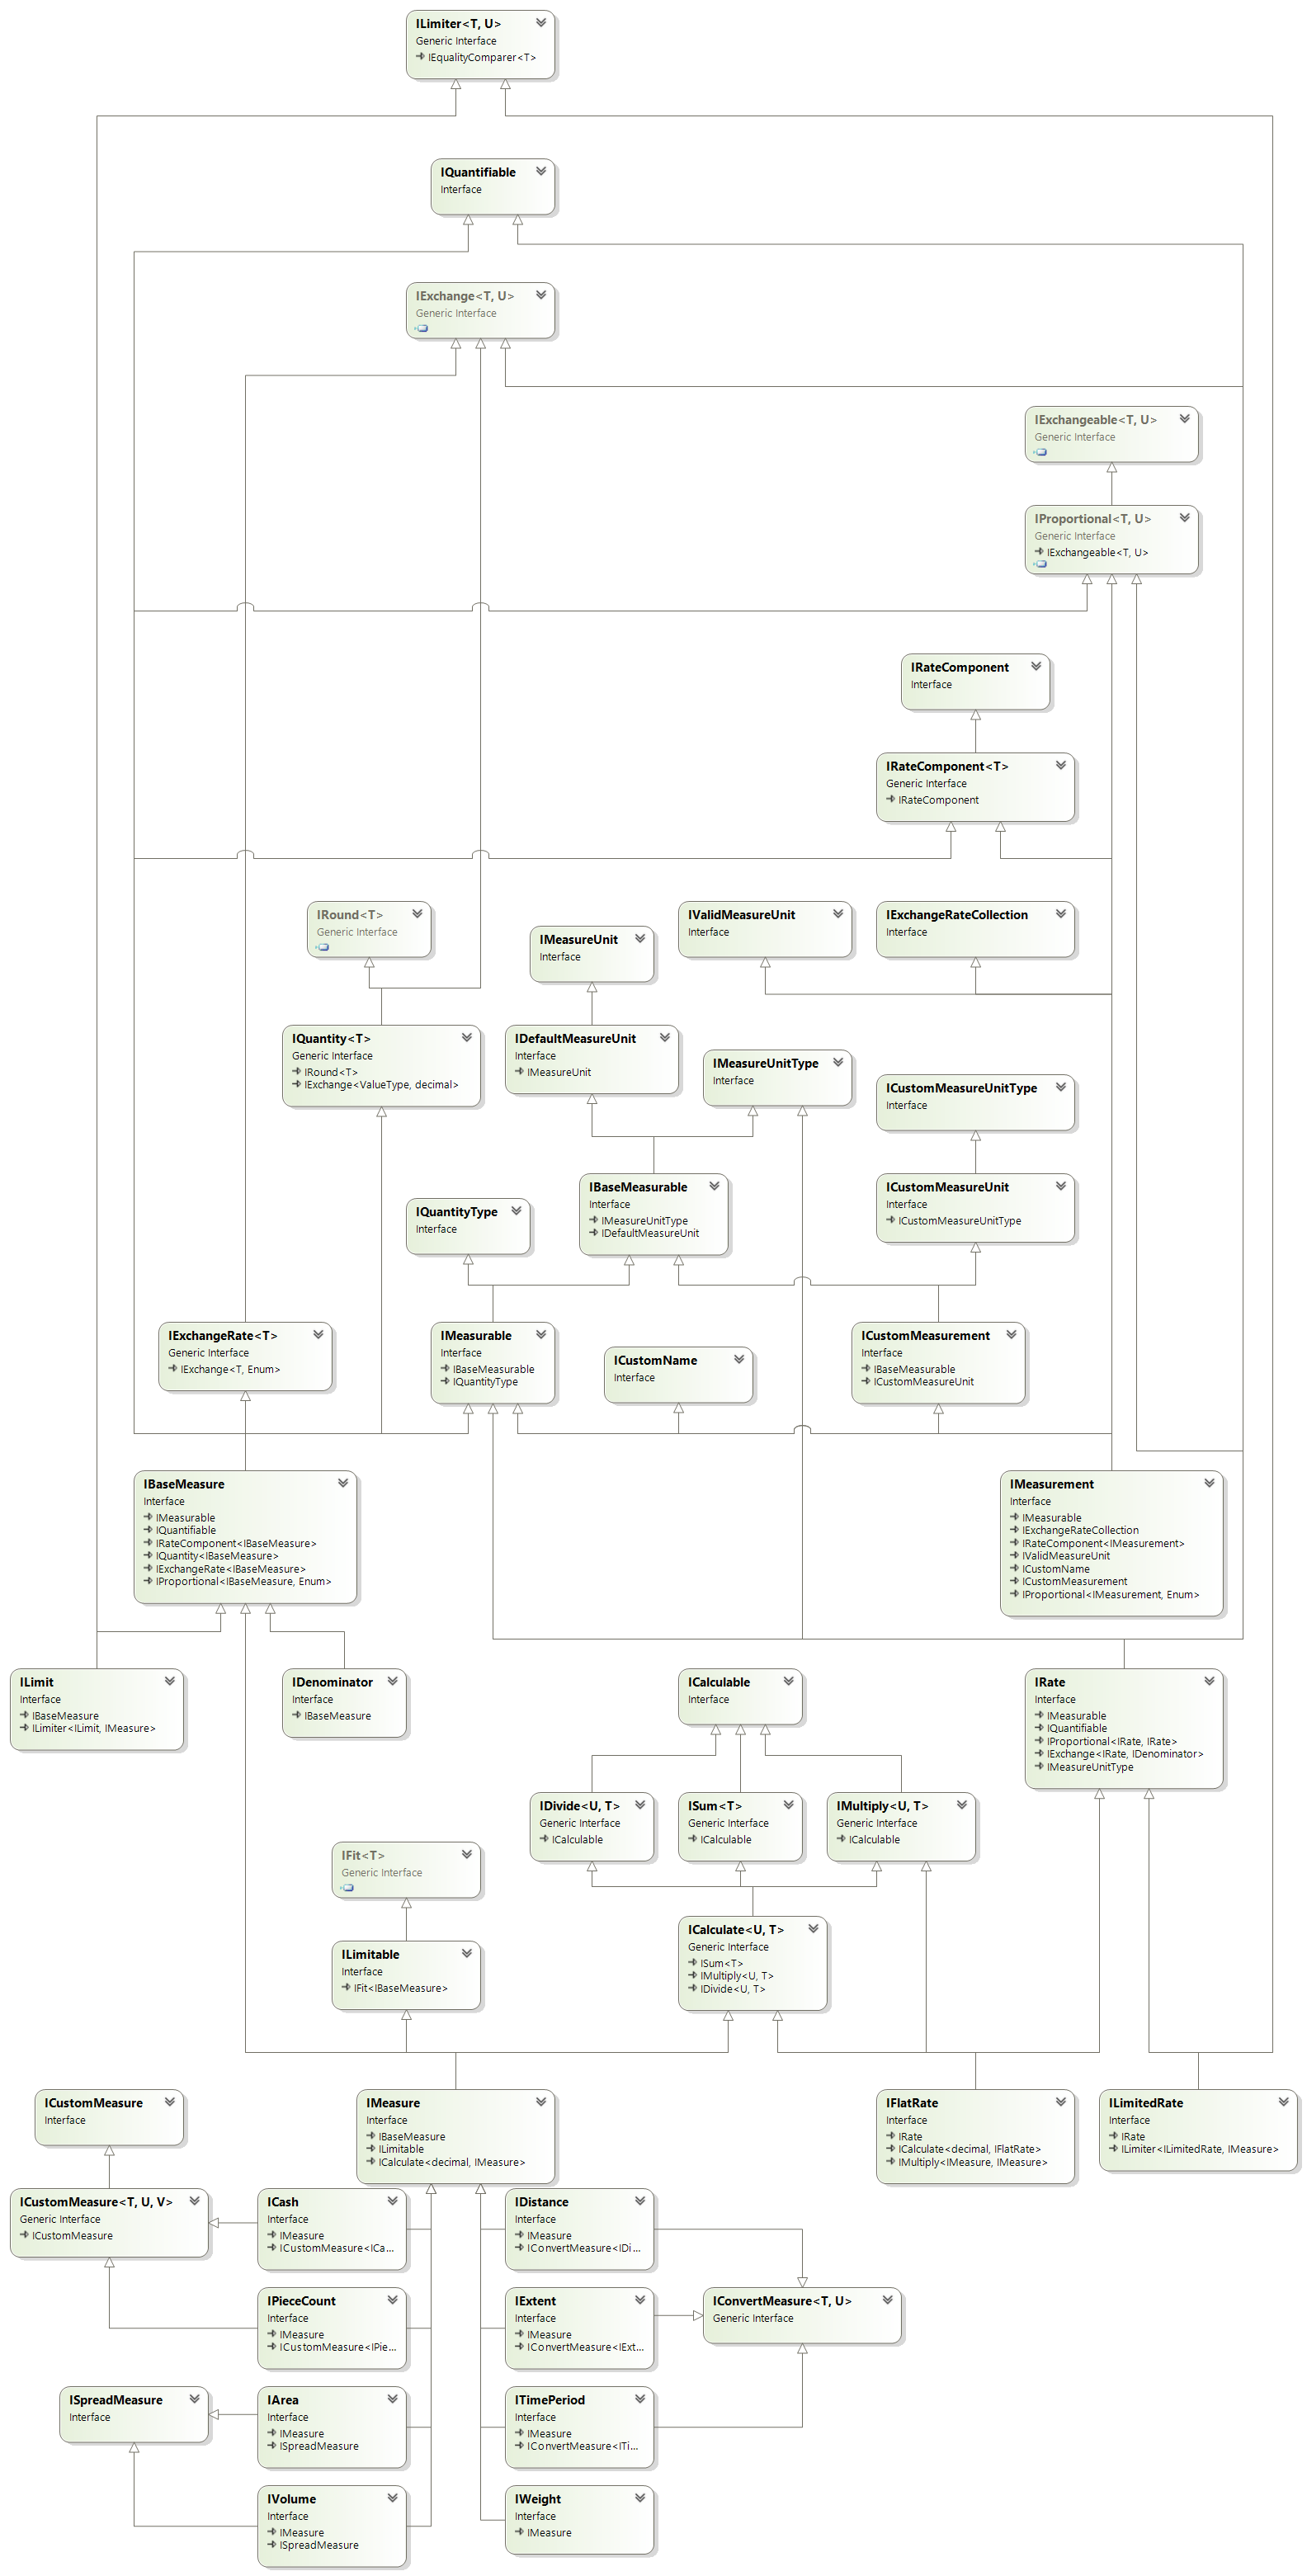 ILimiter<T, U>
Generic Interface
IEqualityComparer<T>
IQuantifiable
Interface
IExchange<T, U>
Generic Interface
IExchangeable<T, U>
Generic Interface
IProportional<T, U>
Generic Interface
IExchangeable<T, U>
IRateComponent
Interface
IRateComponent<T>
Generic Interface
IRateComponent
IRound<T>
Generic Interface
IMeasureUnit
Interface
IValidMeasureUnit
Interface
IExchangeRateCollection
Interface
IQuantity<T>
Generic Interface
IRound<T>
IExchange<ValueType, decimal>
IDefaultMeasureUnit
Interface
IMeasureUnit
IMeasureUnitType
Interface
ICustomMeasureUnitType
Interface
IQuantityType
Interface
IBaseMeasurable
Interface
IMeasureUnitType
IDefaultMeasureUnit
ICustomMeasureUnit
Interface
ICustomMeasureUnitType
IExchangeRate<T>
Generic Interface
IExchange<T, Enum>
IMeasurable
Interface
IBaseMeasurable
IQuantityType
ICustomName
Interface
ICustomMeasurement
Interface
IBaseMeasurable
ICustomMeasureUnit
IBaseMeasure
Interface
IMeasurable
IQuantifiable
IRateComponent<IBaseMeasure>
IQuantity<IBaseMeasure>
IExchangeRate<IBaseMeasure>
IProportional<IBaseMeasure, Enum>
IMeasurement
Interface
IMeasurable
IExchangeRateCollection
IRateComponent<IMeasurement>
IValidMeasureUnit
ICustomName
ICustomMeasurement
IProportional<IMeasurement, Enum>
ILimit
Interface
IBaseMeasure
ILimiter<ILimit, IMeasure>
IDenominator
Interface
IBaseMeasure
ICalculable
Interface
IRate
Interface
IMeasurable
IQuantifiable
IProportional<IRate, IRate>
IExchange<IRate, IDenominator>
IMeasureUnitType
IDivide<U, T>
Generic Interface
ICalculable
ISum<T>
Generic Interface
ICalculable
IMultiply<U, T>
Generic Interface
ICalculable
IFit<T>
Generic Interface
ILimitable
Interface
IFit<IBaseMeasure>
ICalculate<U, T>
Generic Interface
ISum<T>
IMultiply<U, T>
IDivide<U, T>
ICustomMeasure
Interface
IMeasure
Interface
IBaseMeasure
ILimitable
ICalculate<decimal, IMeasure>
IFlatRate
Interface
IRate
ICalculate<decimal, IFlatRate>
IMultiply<IMeasure, IMeasure>
ILimitedRate
Interface
IRate
ILimiter<ILimitedRate, IMeasure>
ICustomMeasure<T, U, V>
Generic Interface
ICustomMeasure
ICash
Interface
IMeasure
ICustomMeasure<ICa...
IDistance
Interface
IMeasure
IConvertMeasure<IDi...
IPieceCount
Interface
IMeasure
ICustomMeasure<IPie...
IExtent
Interface
IMeasure
IConvertMeasure<IExt...
IConvertMeasure<T, U>
Generic Interface
ISpreadMeasure
Interface
IArea
Interface
IMeasure
ISpreadMeasure
ITimePeriod
Interface
IMeasure
IConvertMeasure<ITi...
IVolume
Interface
IMeasure
ISpreadMeasure
IWeight
Interface
IMeasure